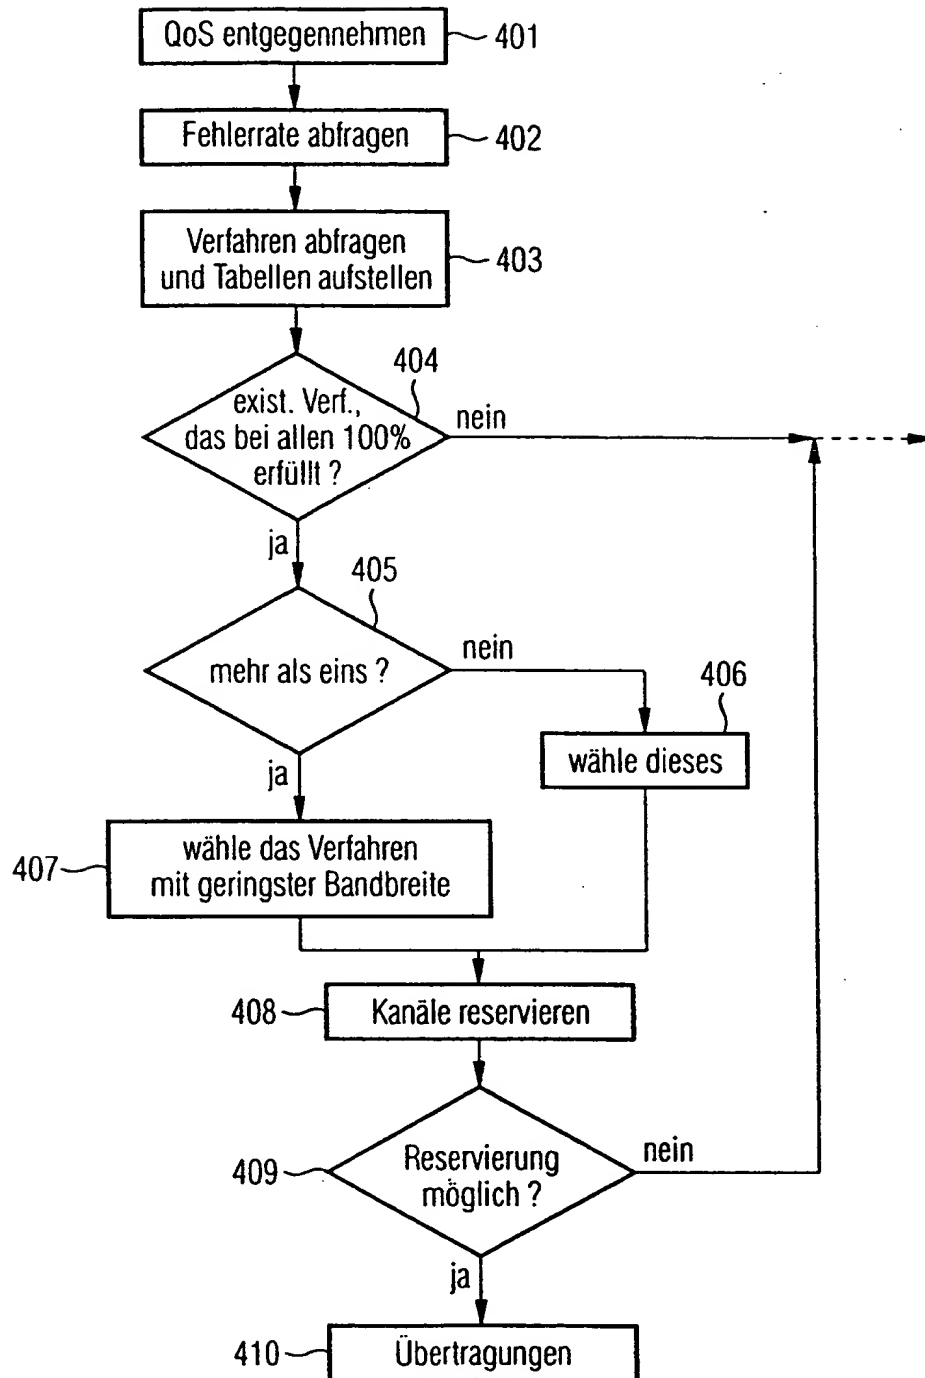 QoS entgegennehmen
401
Fehlerrate abfragen
402
Verfahren abfragen
und Tabellen aufstellen
403
404
exist. Verf.,
das bei allen 100%
erfüllt ?
nein
ja
405
mehr als eins ?
nein
406
wähle dieses
ja
407
wähle das Verfahren
mit geringster Bandbreite
408
Kanäle reservieren
409
Reservierung
möglich ?
nein
ja
410
Übertragungen